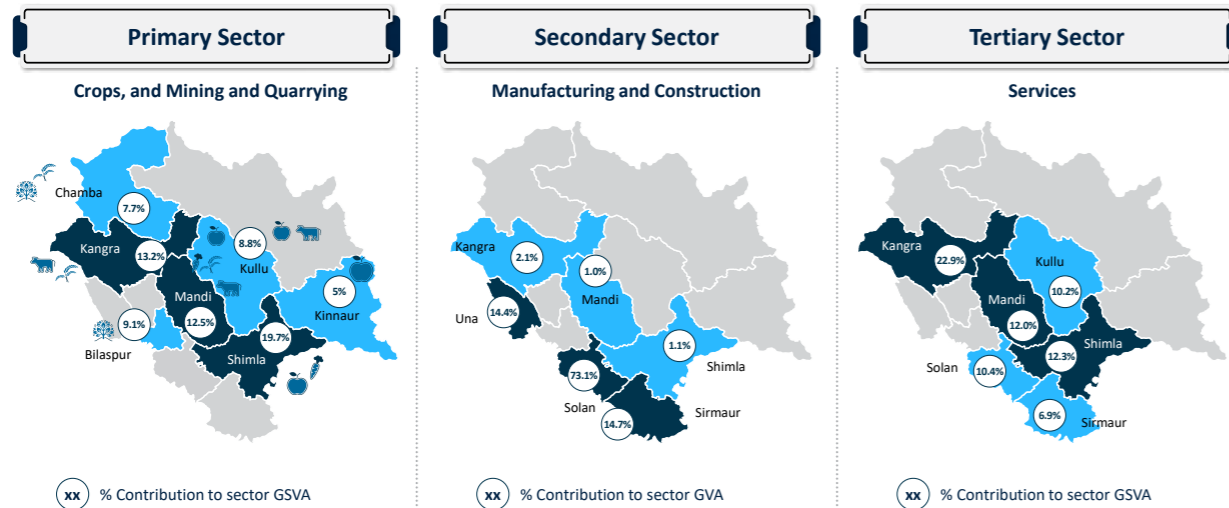 Primary Sector
Crops, and Mining and Quarrying
Chamba
7.7%
Kangra
13.2%
8.8%
Kullu
5%
Kinnaur
Mandi
12.5%
9.1%
Bilaspur
19.7%
Shimla
xx % Contribution to sector GSVA
Secondary Sector
Manufacturing and Construction
Kangra
2.1%
1.0%
Mandi
Una
14.4%
1.1%
Shimla
73.1%
Solan
Sirmaur
14.7%
xx % Contribution to sector GVA
Tertiary Sector
Services
Kangra
22.9%
Kullu
10.2%
Mandi
12.0%
Shimla
12.3%
Solan
10.4%
6.9%
Sirmaur
xx % Contribution to sector GSVA